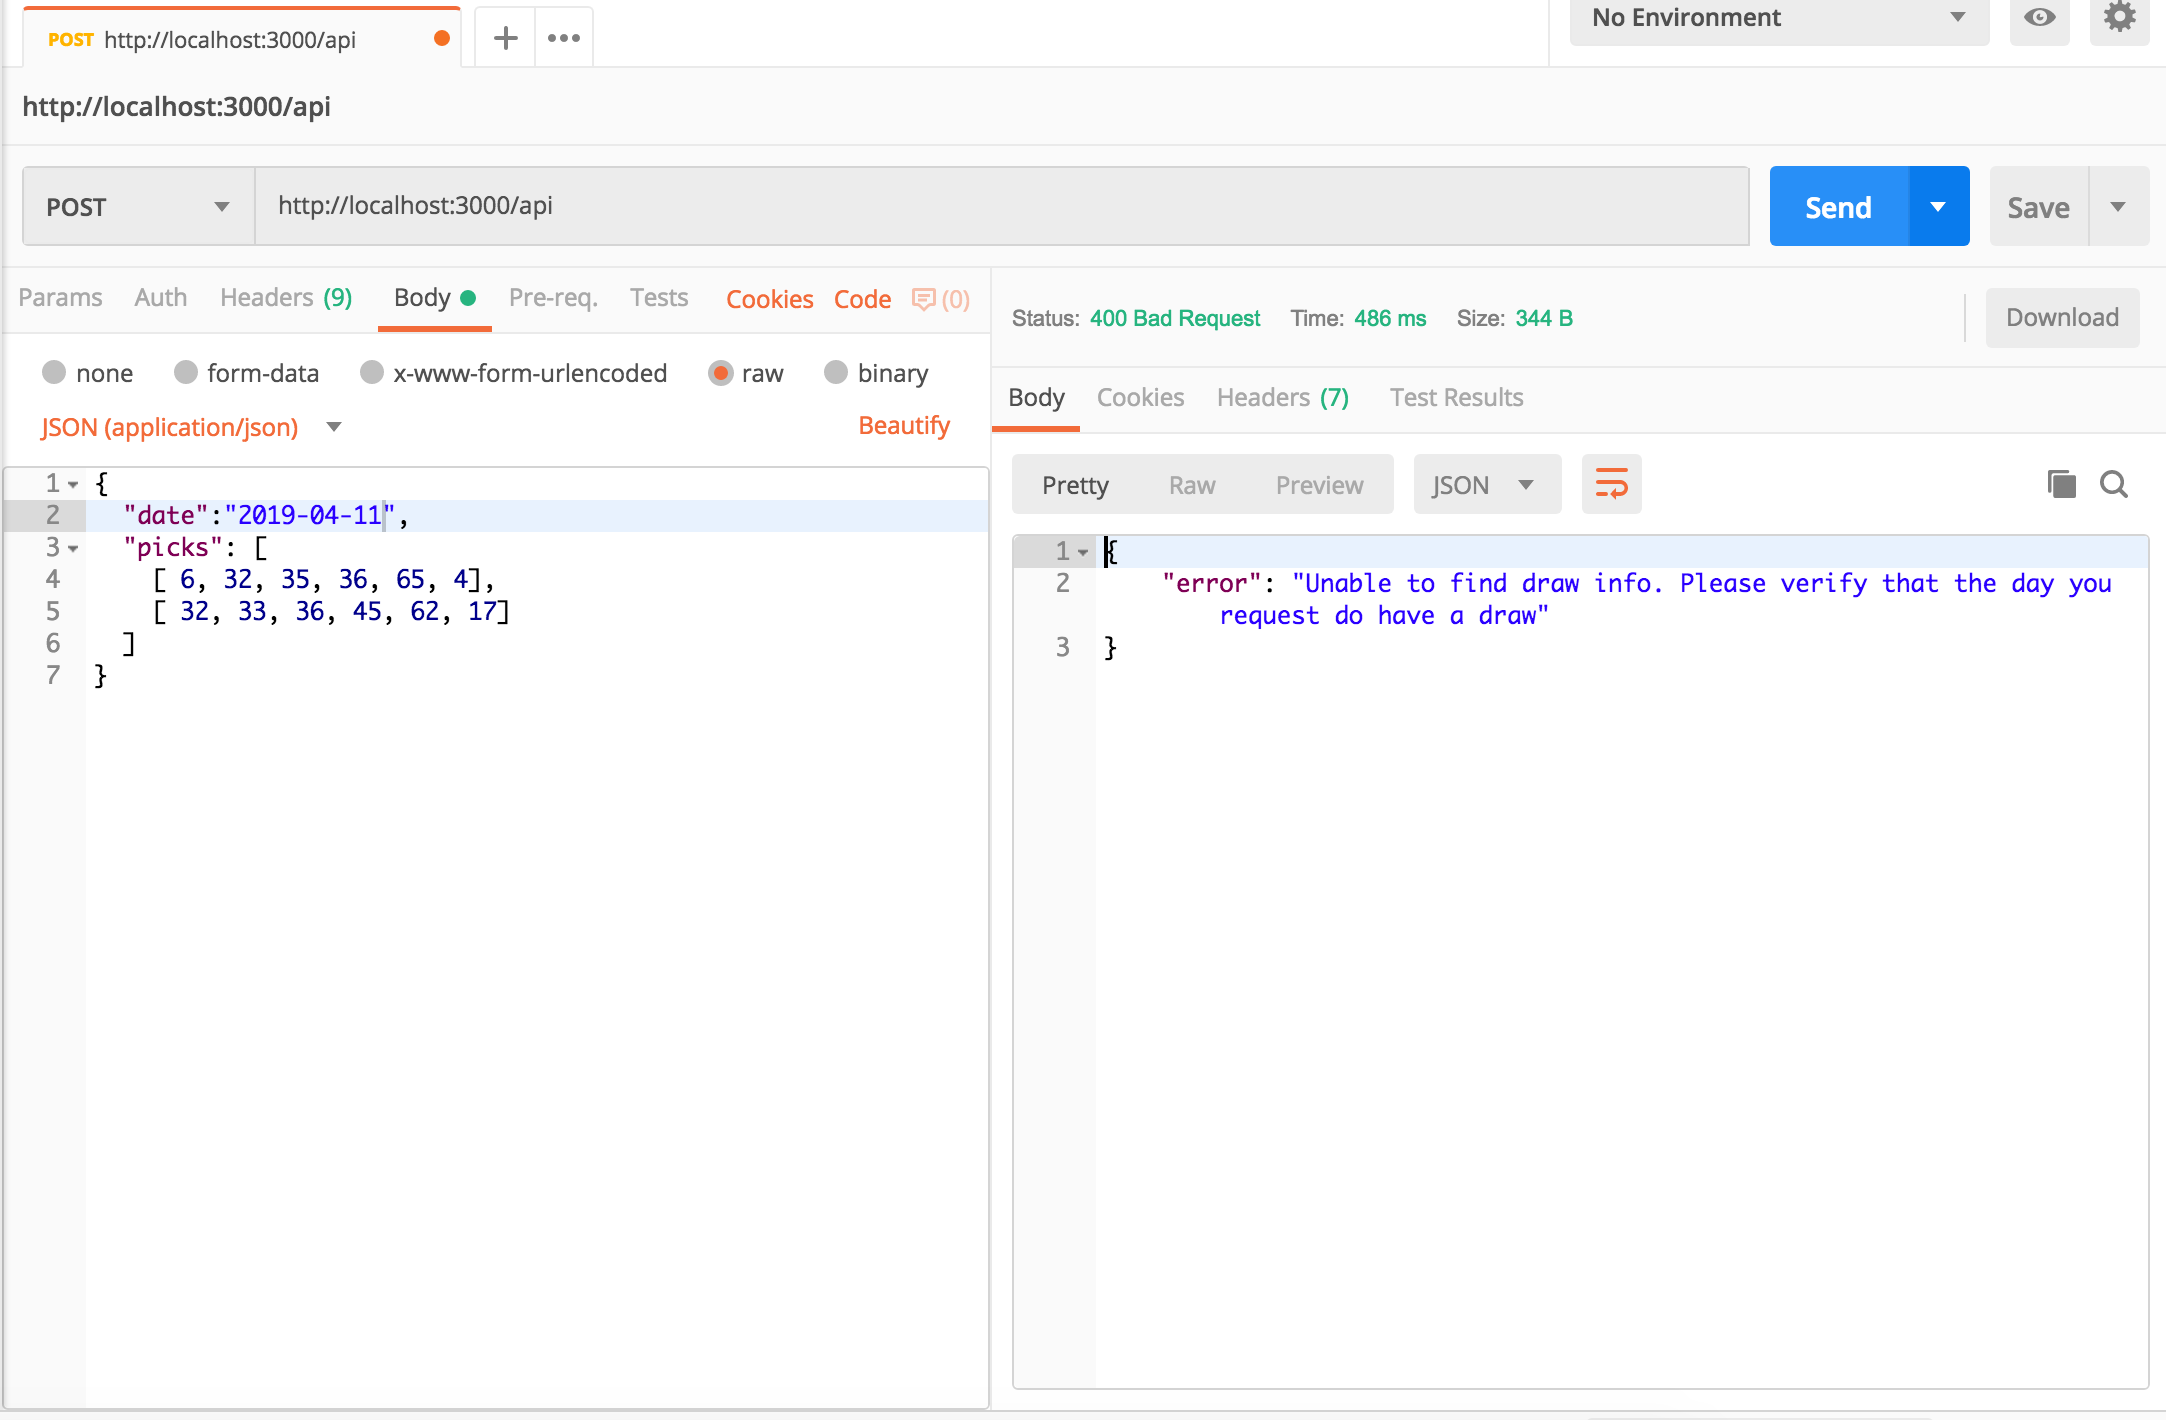 POST http://localhost:3000/api
No Environment
http://localhost:3000/api
POST http://localhost:3000/api Send Save
Params Auth Headers (9) Body Pre-req. Tests Cookies Code (0)
Status: 400 Bad Request Time: 486 ms Size: 344 B Download
none form-data x-www-form-urlencoded raw binary
JSON (application/json) Beautify
1 {
2 "date":"2019-04-11",
3 "picks": [
4 [ 6, 32, 35, 36, 65, 4],
5 [ 32, 33, 36, 45, 62, 17]
6 ]
7 }
Body Cookies Headers (7) Test Results
Pretty Raw Preview JSON
1 {
2 "error": "Unable to find draw info. Please verify that the day you
request do have a draw"
3 }